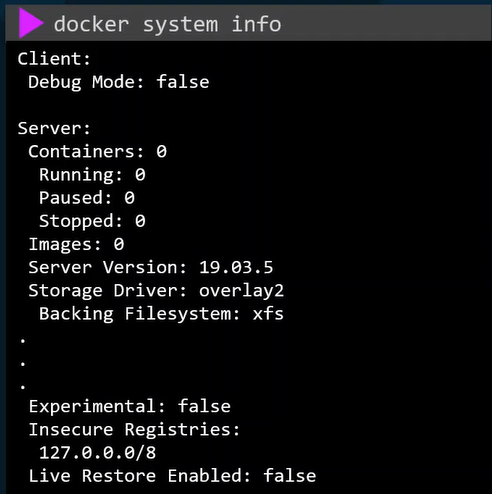 docker system info
Client:
 Debug Mode: false

Server:
 Containers: 0
  Running: 0
  Paused: 0
  Stopped: 0
 Images: 0
 Server Version: 19.03.5
 Storage Driver: overlay2
  Backing Filesystem: xfs
.
.
.
 Experimental: false
 Insecure Registries:
  127.0.0.0/8
 Live Restore Enabled: false